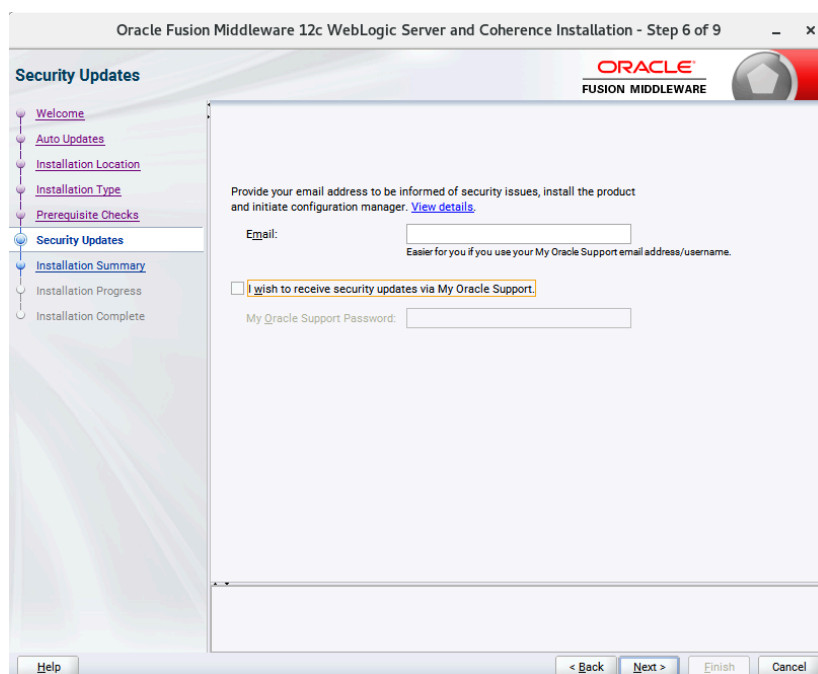 Oracle Fusion Middleware 12c WebLogic Server and Coherence Installation - Step 6 of 9
Security Updates
ORACLE
FUSION MIDDLEWARE
Welcome
Auto Updates
Installation Location
Installation Type
Prerequisite Checks
Security Updates
Installation Summary
Installation Progress
Installation Complete
Provide your email address to be informed of security issues, install the product
and initiate configuration manager. View details.
Email:
Easier for you if you use your My Oracle Support email address/username.
I wish to receive security updates via My Oracle Support.
My Oracle Support Password:
Help
< Back
Next >
Finish
Cancel